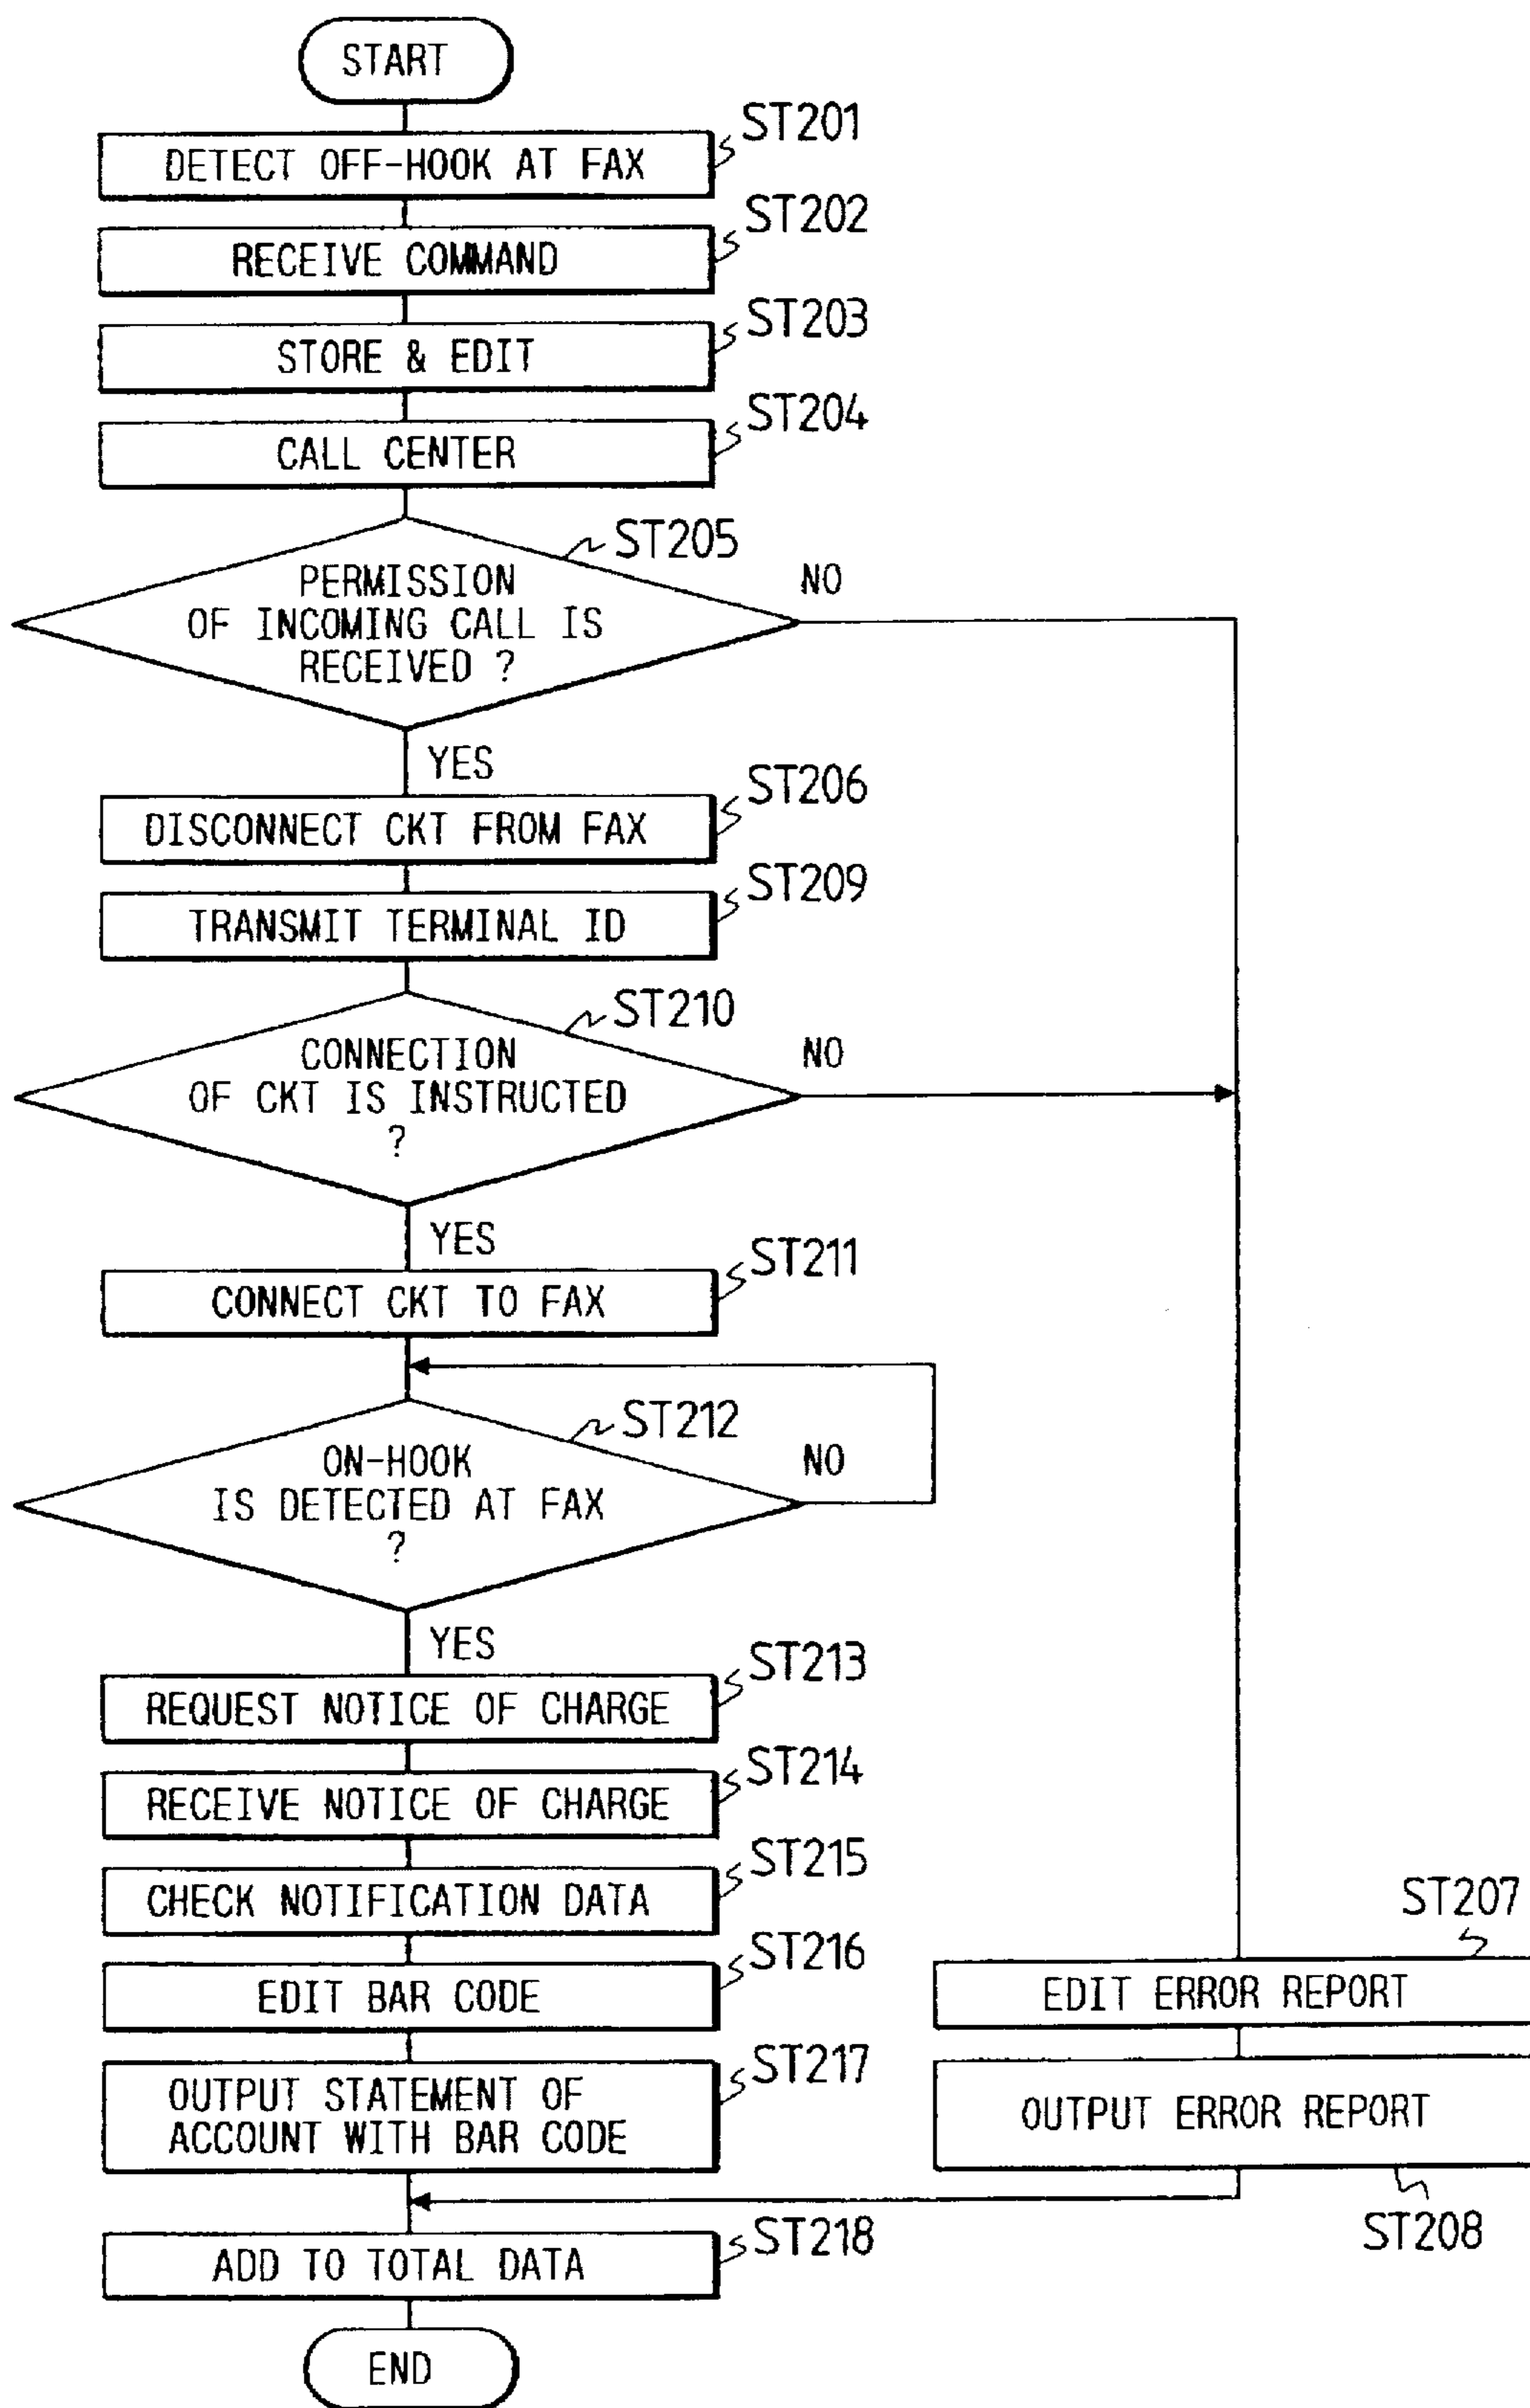 START
ST201
DETECT OFF-HOOK AT FAX
ST202
RECEIVE COMMAND
ST203
STORE & EDIT
ST204
CALL CENTER
ST205
PERMISSION
OF INCOMING CALL IS
RECEIVED ?
NO
YES
ST206
DISCONNECT CKT FROM FAX
ST209
TRANSMIT TERMINAL ID
ST210
CONNECTION
OF CKT IS INSTRUCTED
?
NO
YES
ST211
CONNECT CKT TO FAX
ST212
ON-HOOK
IS DETECTED AT FAX
?
NO
YES
ST213
REQUEST NOTICE OF CHARGE
ST214
RECEIVE NOTICE OF CHARGE
ST215
CHECK NOTIFICATION DATA
ST216
EDIT BAR CODE
ST217
OUTPUT STATEMENT OF
ACCOUNT WITH BAR CODE
ST207
EDIT ERROR REPORT
OUTPUT ERROR REPORT
ST208
ST218
ADD TO TOTAL DATA
END